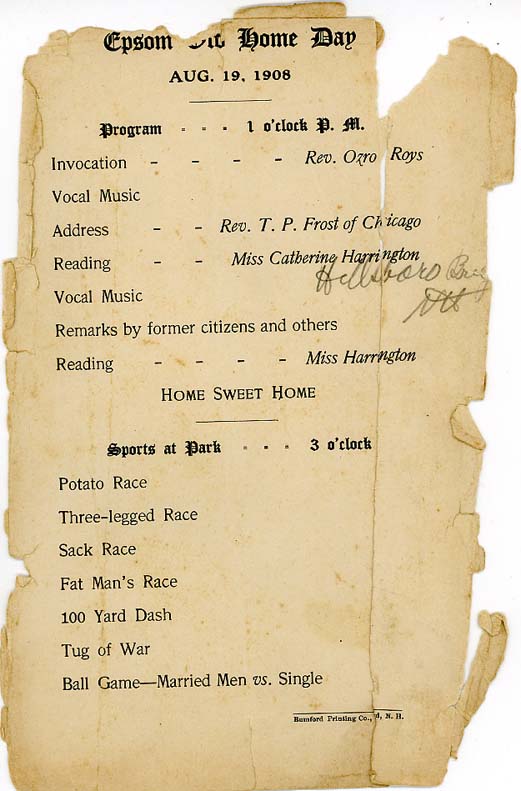 Epsom Old Home Day
AUG. 19, 1908
Program - - - 1 o'clock P. M.
Invocation - - - - Rev. Ozro Roys
Vocal Music
Address - - Rev. T. P. Frost of Chicago
Reading - - Miss Catherine Harrington
Hillsboro
NH
Vocal Music
Remarks by former citizens and others
Reading - - - - Miss Harrington
HOME SWEET HOME
Sports at Park - - - 3 o'clock
Potato Race
Three-legged Race
Sack Race
Fat Man's Race
100 Yard Dash
Tug of War
Ball Game—Married Men vs. Single
Rumford Printing Co., d, N. H.